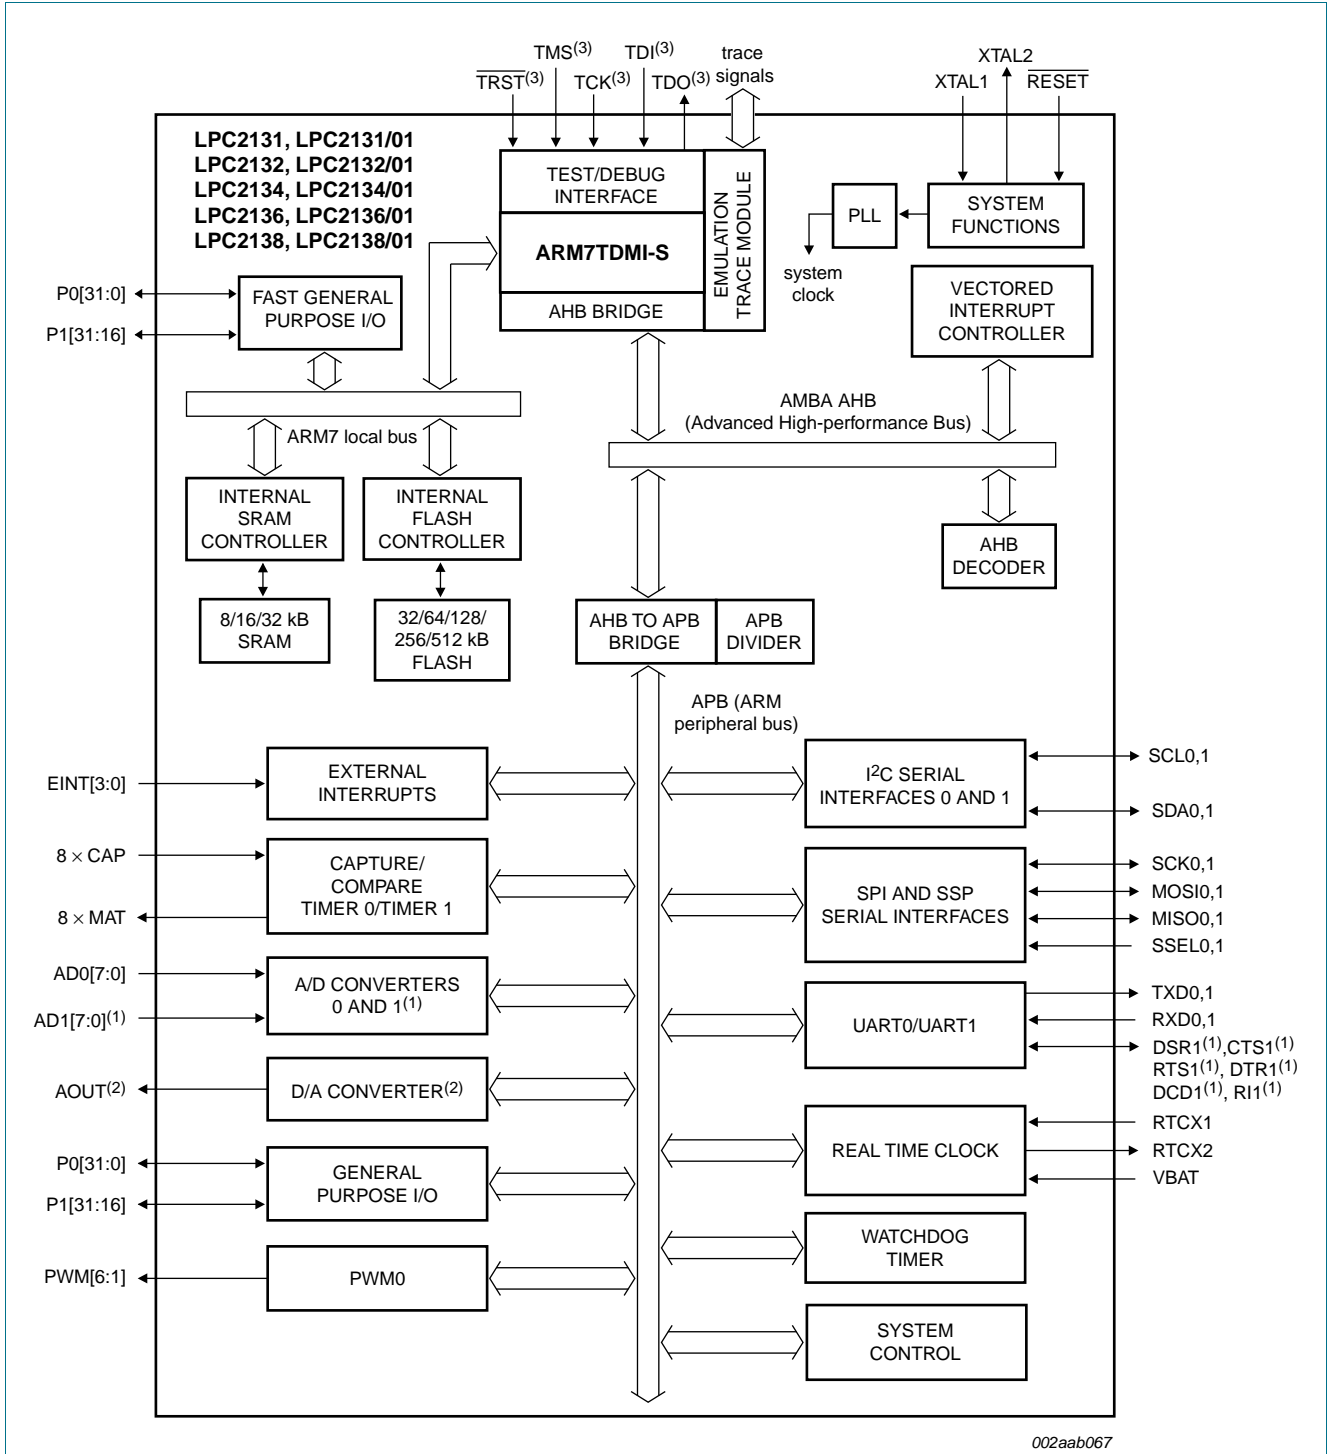 TMS(3)
TDI(3)
trace
signals
TRST(3)
TCK(3)
TDO(3)
XTAL2
XTAL1
RESET
LPC2131, LPC2131/01
LPC2132, LPC2132/01
LPC2134, LPC2134/01
LPC2136, LPC2136/01
LPC2138, LPC2138/01
TEST/DEBUG
INTERFACE
ARM7TDMI-S
AHB BRIDGE
EMULATION
TRACE MODULE
PLL
SYSTEM
FUNCTIONS
system
clock
VECTORED
INTERRUPT
CONTROLLER
P0[31:0]
P1[31:16]
FAST GENERAL
PURPOSE I/O
ARM7 local bus
AMBA AHB
(Advanced High-performance Bus)
INTERNAL
SRAM
CONTROLLER
INTERNAL
FLASH
CONTROLLER
AHB
DECODER
8/16/32 kB
SRAM
32/64/128/
256/512 kB
FLASH
AHB TO APB
BRIDGE
APB
DIVIDER
APB (ARM
peripheral bus)
EINT[3:0]
EXTERNAL
INTERRUPTS
I2C SERIAL
INTERFACES 0 AND 1
SCL0,1
SDA0,1
8 × CAP
8 × MAT
CAPTURE/
COMPARE
TIMER 0/TIMER 1
SPI AND SSP
SERIAL INTERFACES
SCK0,1
MOSI0,1
MISO0,1
SSEL0,1
AD0[7:0]
AD1[7:0](1)
A/D CONVERTERS
0 AND 1(1)
UART0/UART1
TXD0,1
RXD0,1
DSR1(1),CTS1(1)
RTS1(1), DTR1(1)
DCD1(1), RI1(1)
AOUT(2)
D/A CONVERTER(2)
REAL TIME CLOCK
RTCX1
RTCX2
VBAT
P0[31:0]
P1[31:16]
GENERAL
PURPOSE I/O
WATCHDOG
TIMER
PWM[6:1]
PWM0
SYSTEM
CONTROL
002aab067